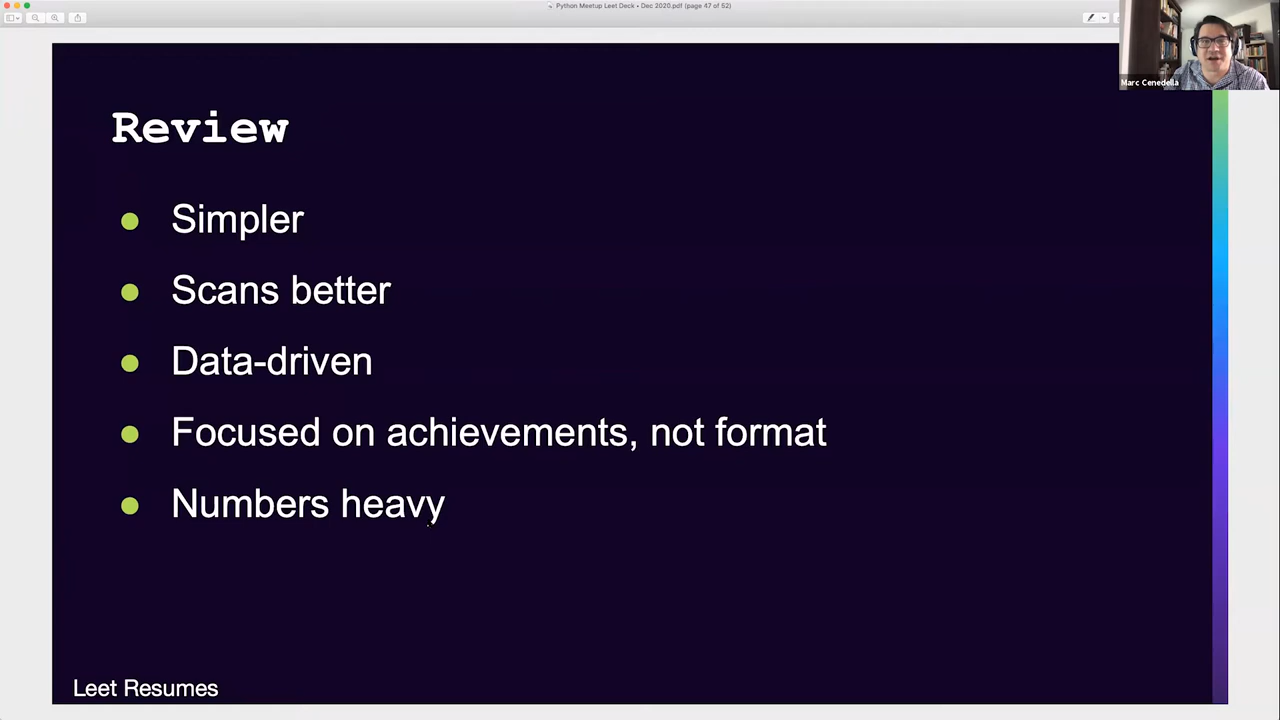 Python Meetup Leet Deck • Dec 2020.pdf (page 47 of 52)
Marc Cenedella
Review
Simpler
Scans better
Data-driven
Focused on achievements, not format
Numbers heavy
Leet Resumes